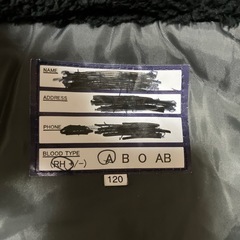 NAME
ADDRESS
PHONE
BLOOD TYPE
(RH +/−) A B O AB
120